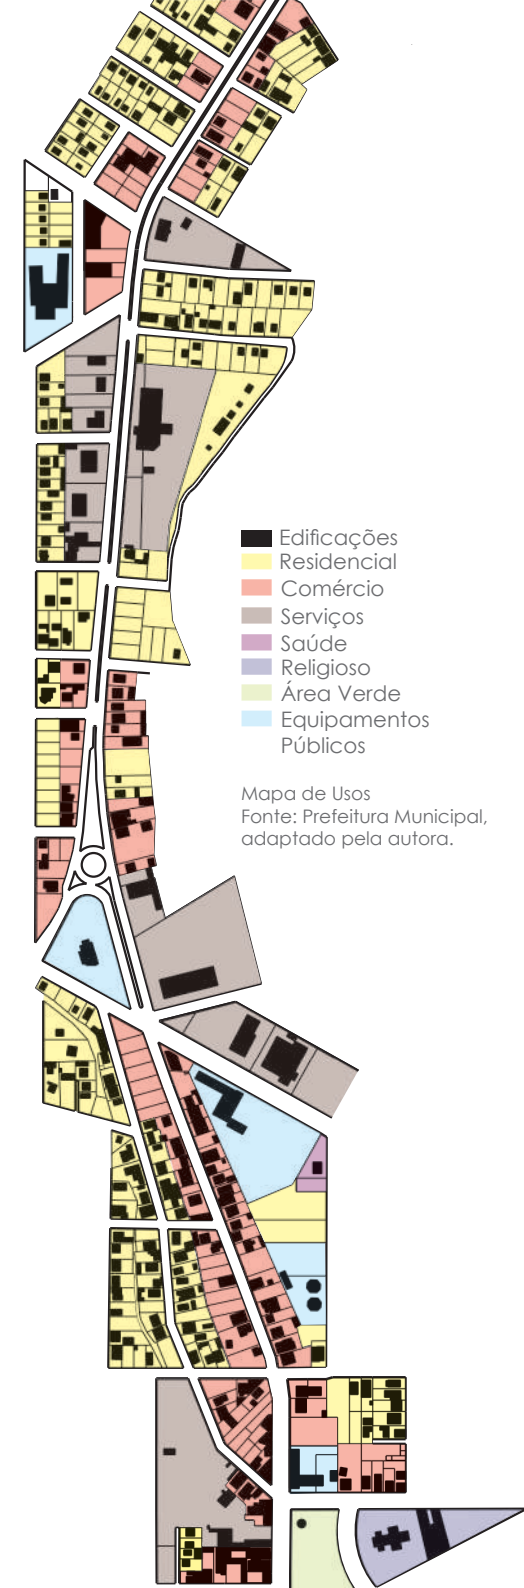 Edificações
Residencial
Comércio
Serviços
Saúde
Religioso
Área Verde
Equipamentos
Públicos
Mapa de Usos
Fonte: Prefeitura Municipal,
adaptado pela autora.